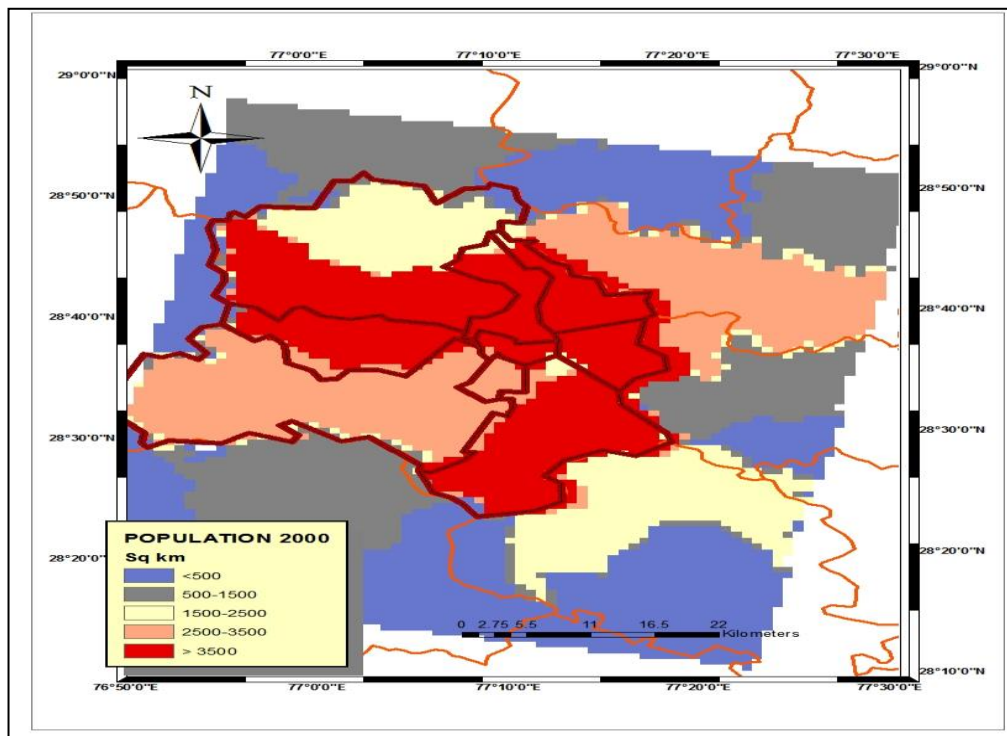 77°0'0"E 77°10'0"E 77°20'0"E 77°30'0"E
29°0'0"N 29°0'0"N
N
28°50'0"N 28°50'0"N
28°40'0"N 28°40'0"N
28°30'0"N 28°30'0"N
28°20'0"N 28°20'0"N
POPULATION 2000
Sq km
<500
500-1500
1500-2500
2500-3500
> 3500
0 2.75 5.5 11 16.5 22
Kilometers
28°10'0"N
76°50'0"E 77°0'0"E 77°10'0"E 77°20'0"E 77°30'0"E